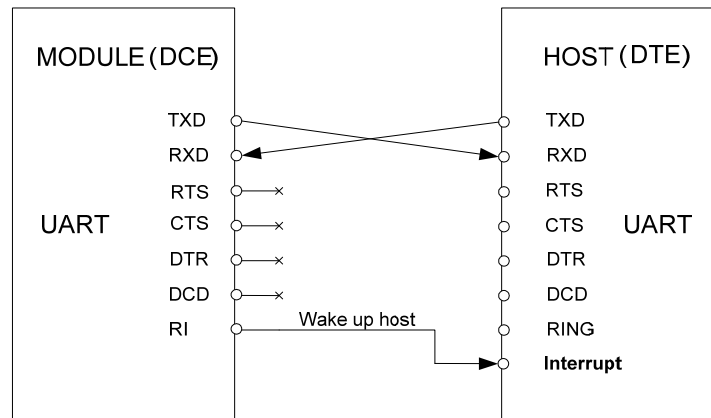 MODULE(DCE)
HOST(DTE)
TXD
TXD
RXD
RXD
RTS
RTS
UART
CTS
CTS
UART
DTR
DTR
DCD
DCD
RI
Wake up host
RING
Interrupt